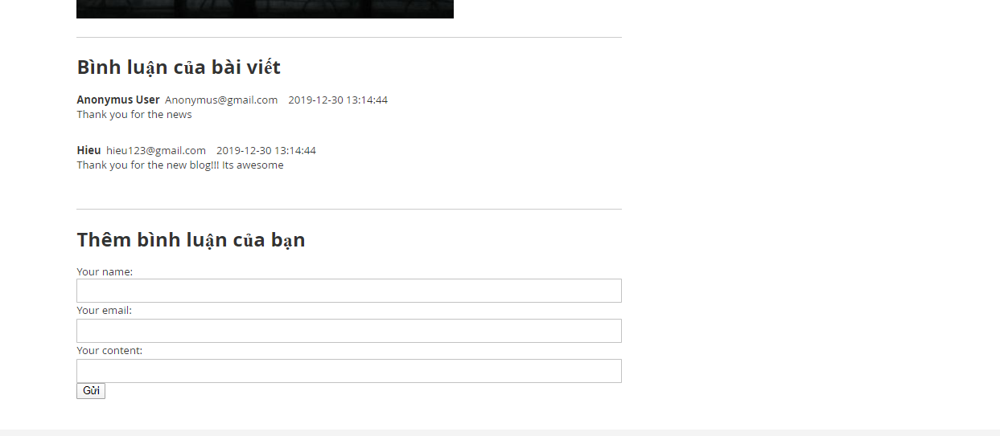 Bình luận của bài viết
Anonymus User Anonymus@gmail.com 2019-12-30 13:14:44
Thank you for the news
Hieu hieu123@gmail.com 2019-12-30 13:14:44
Thank you for the new blog!!! Its awesome
Thêm bình luận của bạn
Your name:
Your email:
Your content:
Gửi